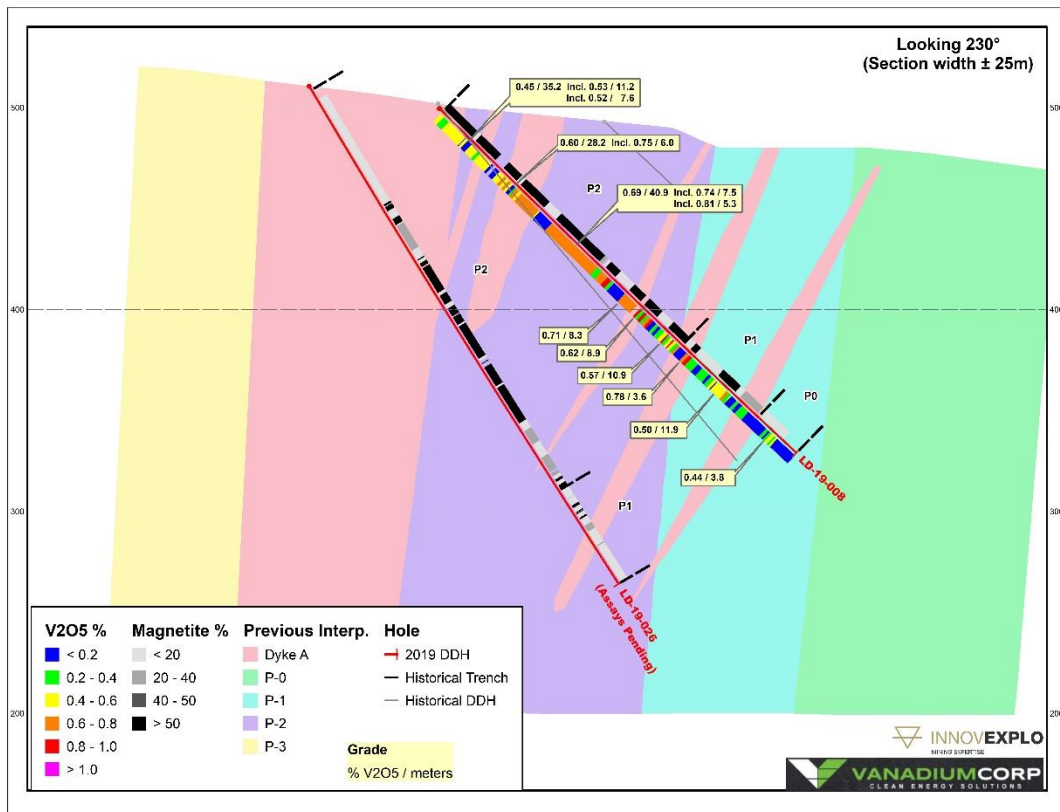 Looking 230°
(Section width ± 25m)
500
500
400
400
300
300
200
200
0.45 / 35.2 Incl. 0.53 / 11.2
Incl. 0.52 / 7.6
0.60 / 28.2 Incl. 0.75 / 6.0
P2
0.69 / 40.9 Incl. 0.74 / 7.5
Incl. 0.81 / 5.3
P2
0.71 / 8.3
0.62 / 8.9
0.57 / 10.9
0.78 / 3.6
0.50 / 11.9
0.44 / 3.8
P1
P0
P1
LD-19-008
LD-19-026
(Assays Pending)
V2O5 %
< 0.2
0.2 - 0.4
0.4 - 0.6
0.6 - 0.8
0.8 - 1.0
> 1.0
Magnetite %
< 20
20 - 40
40 - 50
> 50
Previous Interp.
Dyke A
P-0
P-1
P-2
P-3
Hole
2019 DDH
Historical Trench
Historical DDH
Grade
% V2O5 / meters
INNOVEXPLO
MINING EXPERTISE
VANADIUMCORP
CLEAN ENERGY SOLUTIONS